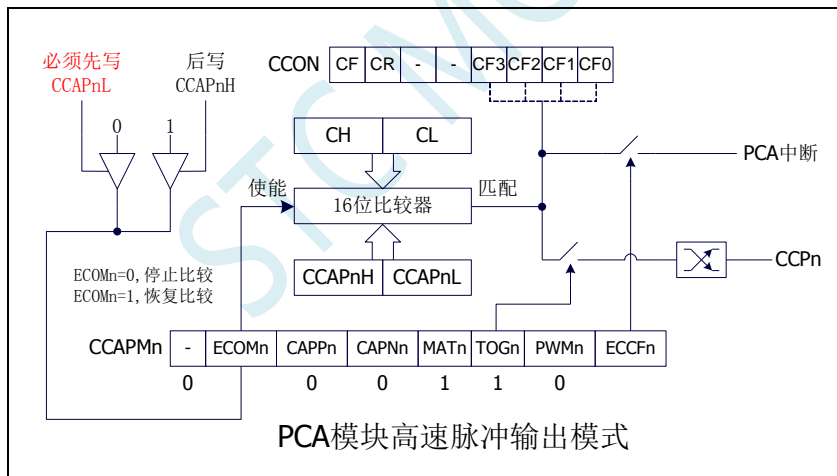 必须先写
CCAPnL
后写
CCAPnH
0
1
CCON CF CR - - CF3 CF2 CF1 CF0
CH CL
PCA中断
使能
16位比较器
匹配
CCPn
CCAPnH CCAPnL
ECOMn=0,停止比较
ECOMn=1,恢复比较
CCAPMn - ECOMn CAPPn CAPNn MATn TOGn PWMn ECCFn
0 0 0 1 1 0
PCA模块高速脉冲输出模式
STC MC